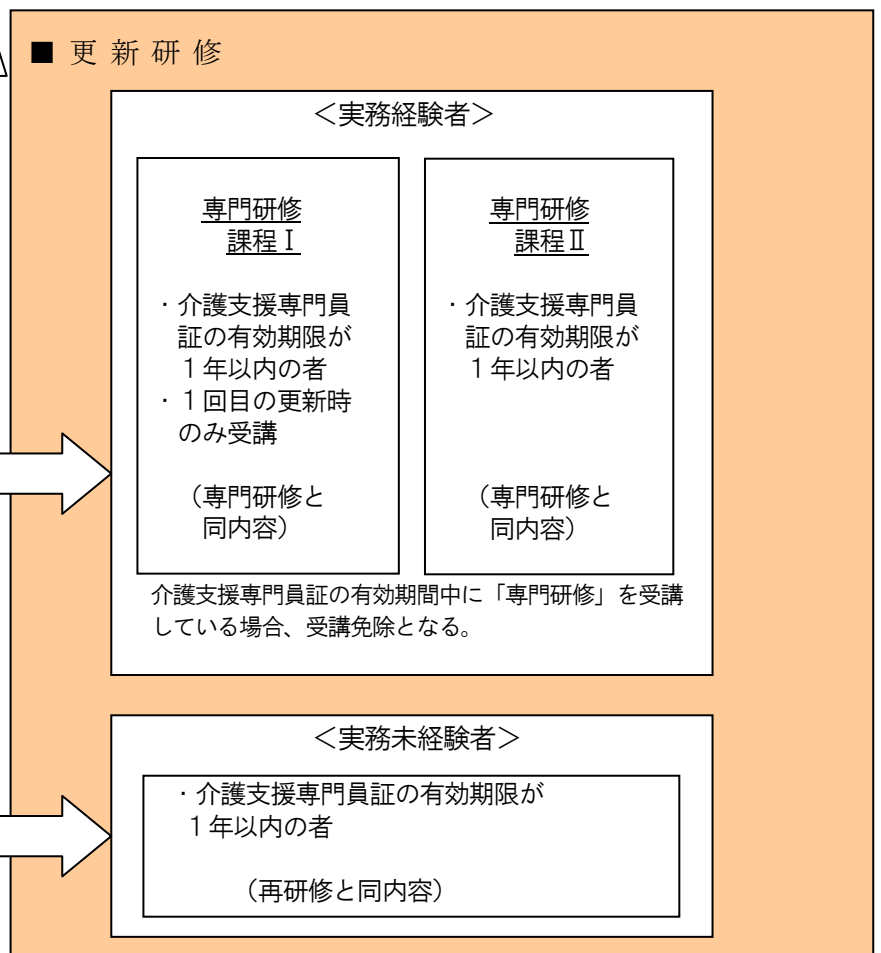 ■ 更新研修
＜実務経験者＞
専門研修
課程Ⅰ
・介護支援専門員
証の有効期限が
１年以内の者
・１回目の更新時
のみ受講
（専門研修と
同内容）
専門研修
課程Ⅱ
・介護支援専門員
証の有効期限が
１年以内の者
（専門研修と
同内容）
介護支援専門員証の有効期間中に「専門研修」を受講
している場合、受講免除となる。
＜実務未経験者＞
・介護支援専門員証の有効期限が
１年以内の者
（再研修と同内容）